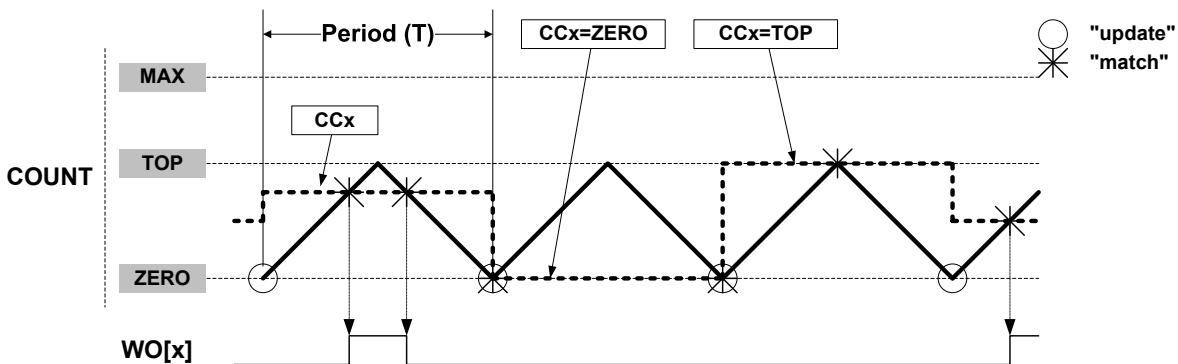 Period (T)
CCx=ZERO
CCx=TOP
"update"
"match"
MAX
CCx
TOP
COUNT
ZERO
WO[x]